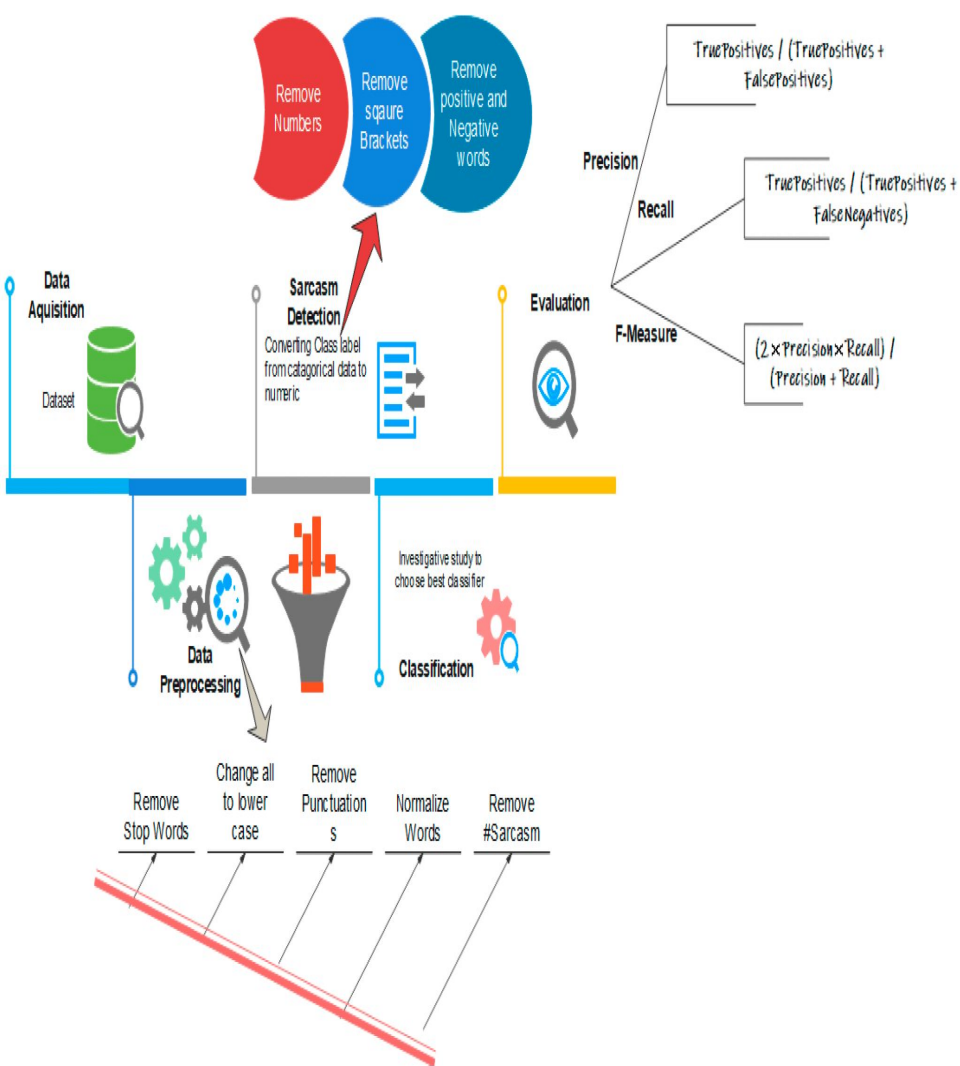 Remove
Numbers
Remove
sqaure
Brackets
Remove
positive and
Negative
words
TruePositives / (TruePositives +
FalsePositives)
Precision
TruePositives / (TruePositives +
FalseNegatives)
Recall
F-Measure
(2×Precision×Recall) /
(Precision + Recall)
Data
Aquisition
Dataset
Sarcasm
Detection
Converting Class label
from catagorical data to
numeric
Evaluation
Data
Preprocessing
Investigative study to
choose best classifier
Classification
Remove
Stop Words
Change all
to lower
case
Remove
Punctuation
s
Normalize
Words
Remove
#Sarcasm